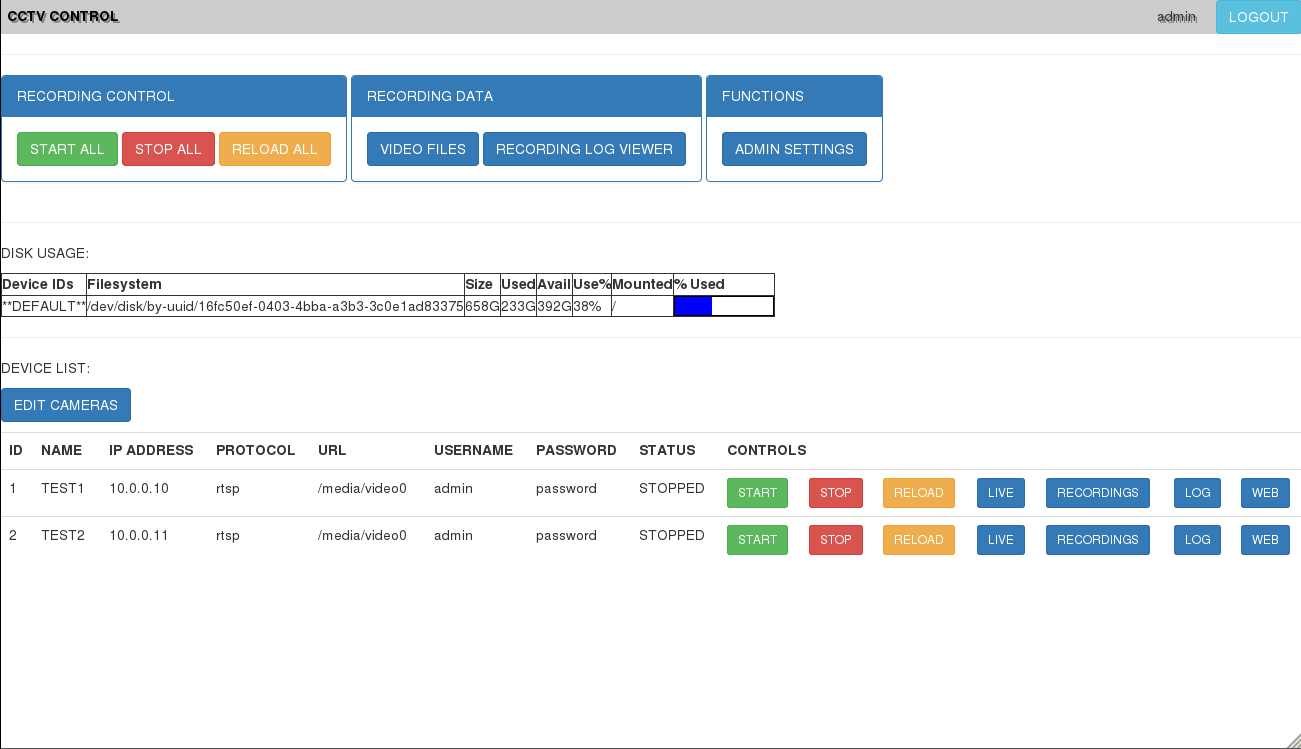 CCTV CONTROL admin LOGOUT
RECORDING CONTROL RECORDING DATA FUNCTIONS
START ALL STOP ALL RELOAD ALL VIDEO FILES RECORDING LOG VIEWER ADMIN SETTINGS
DISK USAGE:
Device IDs Filesystem Size Used Avail Use% Mounted % Used
**DEFAULT** /dev/disk/by-uuid/16fc50ef-0403-4bba-a3b3-3c0e1ad83375 658G 233G 392G 38% /
DEVICE LIST:
EDIT CAMERAS
ID NAME IP ADDRESS PROTOCOL URL USERNAME PASSWORD STATUS CONTROLS
1 TEST1 10.0.0.10 rtsp /media/video0 admin password STOPPED START STOP RELOAD LIVE RECORDINGS LOG WEB
2 TEST2 10.0.0.11 rtsp /media/video0 admin password STOPPED START STOP RELOAD LIVE RECORDINGS LOG WEB